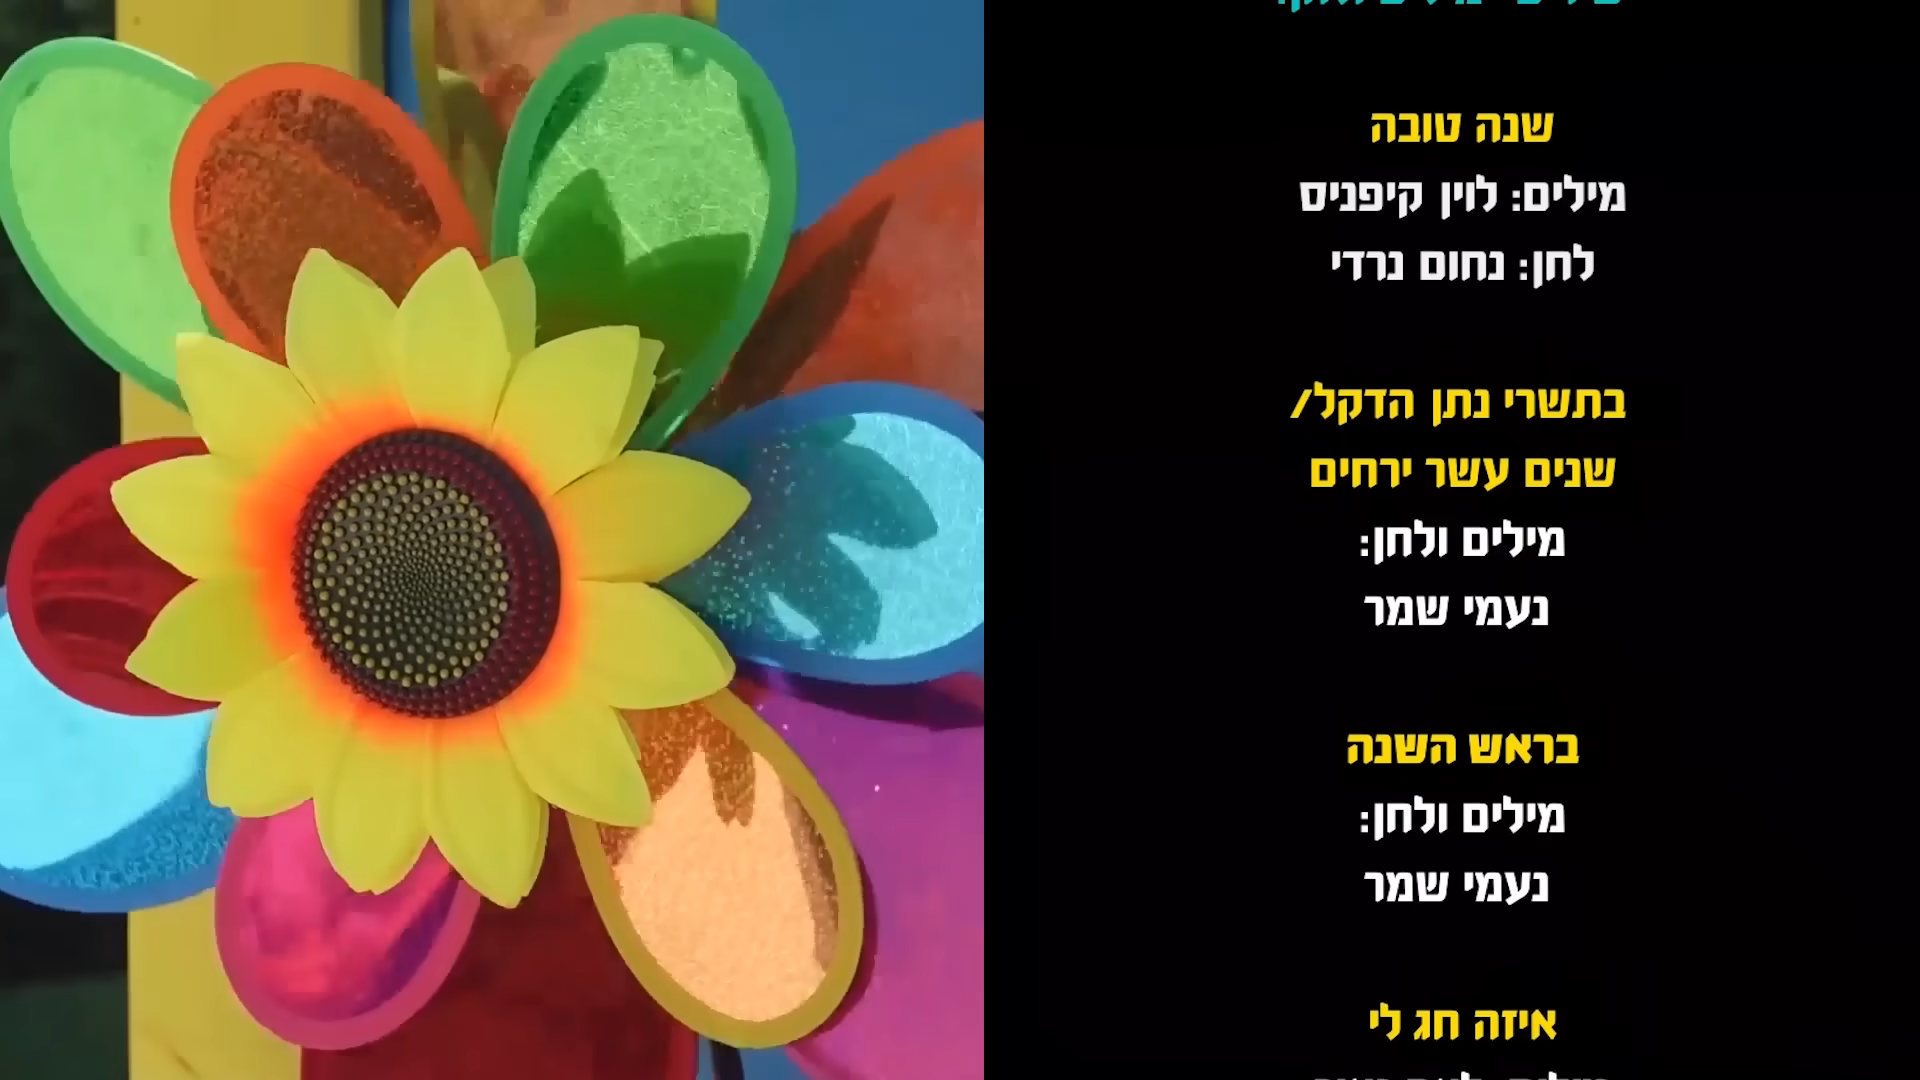 שנה טובה
מילים: לוין קיפניס
לחן: נחום נרדי
בתשרי נתן הדקל/
שנים עשר ירחים
מילים ולחן:
נעמי שמר
בראש השנה
מילים ולחן:
נעמי שמר
איזה חג לי